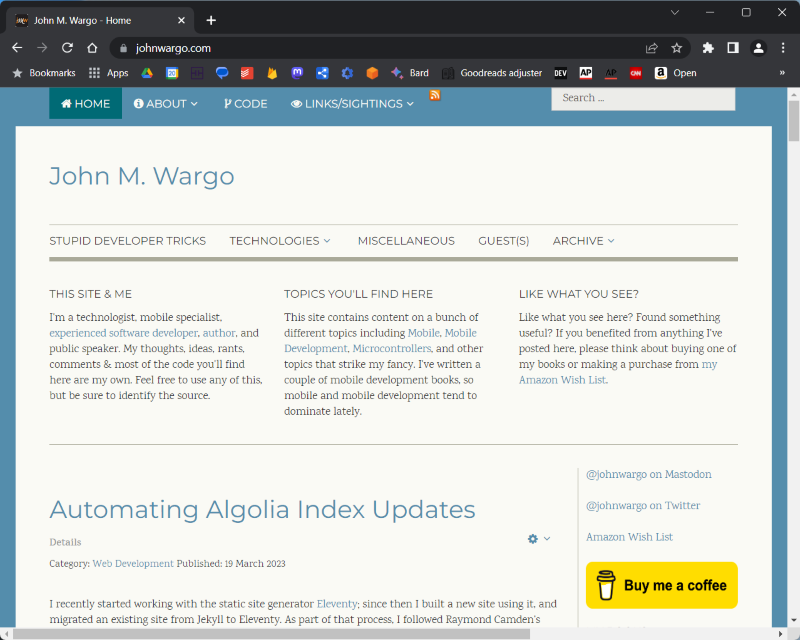 John M. Wargo - Home
johnwargo.com
Bookmarks Apps Bard Goodreads adjuster DEV AP AP CNN a Open »
HOME ABOUT CODE LINKS/SIGHTINGS Search ...
John M. Wargo
STUPID DEVELOPER TRICKS TECHNOLOGIES MISCELLANEOUS GUEST(S) ARCHIVE
THIS SITE & ME
I'm a technologist, mobile specialist,
experienced software developer, author, and
public speaker. My thoughts, ideas, rants,
comments & most of the code you'll find
here are my own. Feel free to use any of this,
but be sure to identify the source.
TOPICS YOU'LL FIND HERE
This site contains content on a bunch of
different topics including Mobile, Mobile
Development, Microcontrollers, and other
topics that strike my fancy. I've written a
couple of mobile development books, so
mobile and mobile development tend to
dominate lately.
LIKE WHAT YOU SEE?
Like what you see here? Found something
useful? If you benefited from anything I've
posted here, please think about buying one of
my books or making a purchase from my
Amazon Wish List.
Automating Algolia Index Updates
Details
Category: Web Development Published: 19 March 2023
I recently started working with the static site generator Eleventy; since then I built a new site using it, and
migrated an existing site from Jekyll to Eleventy. As part of that process, I followed Raymond Camden's
@johnwargo on Mastodon
@johnwargo on Twitter
Amazon Wish List
Buy me a coffee